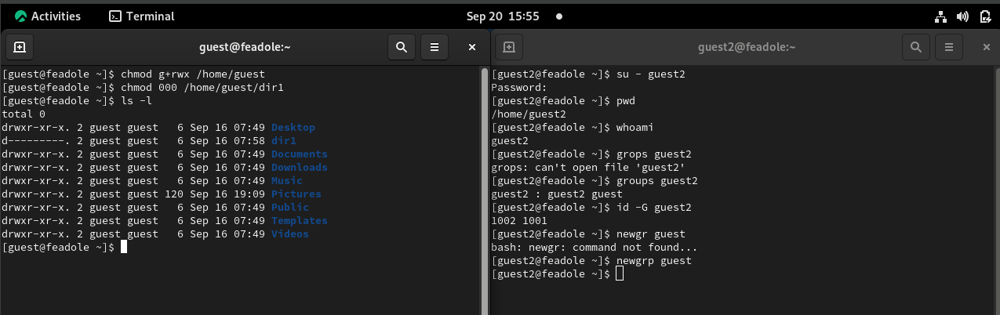 Activities Terminal Sep 20 15:55
guest@feadole:~
[guest@feadole ~]$ chmod g+rwx /home/guest
[guest@feadole ~]$ chmod 000 /home/guest/dir1
[guest@feadole ~]$ ls -l
total 0
drwxr-xr-x. 2 guest guest   6 Sep 16 07:49 Desktop
d---------. 2 guest guest   6 Sep 16 07:58 dir1
drwxr-xr-x. 2 guest guest   6 Sep 16 07:49 Documents
drwxr-xr-x. 2 guest guest   6 Sep 16 07:49 Downloads
drwxr-xr-x. 2 guest guest   6 Sep 16 07:49 Music
drwxr-xr-x. 2 guest guest 120 Sep 16 19:09 Pictures
drwxr-xr-x. 2 guest guest   6 Sep 16 07:49 Public
drwxr-xr-x. 2 guest guest   6 Sep 16 07:49 Templates
drwxr-xr-x. 2 guest guest   6 Sep 16 07:49 Videos
[guest@feadole ~]$
guest2@feadole:~
[guest2@feadole ~]$ su - guest2
Password:
[guest2@feadole ~]$ pwd
/home/guest2
[guest2@feadole ~]$ whoami
guest2
[guest2@feadole ~]$ grops guest2
grops: can't open file 'guest2'
[guest2@feadole ~]$ groups guest2
guest2 : guest2 guest
[guest2@feadole ~]$ id -G guest2
1002 1001
[guest2@feadole ~]$ newgr guest
bash: newgr: command not found...
[guest2@feadole ~]$ newgrp guest
[guest2@feadole ~]$